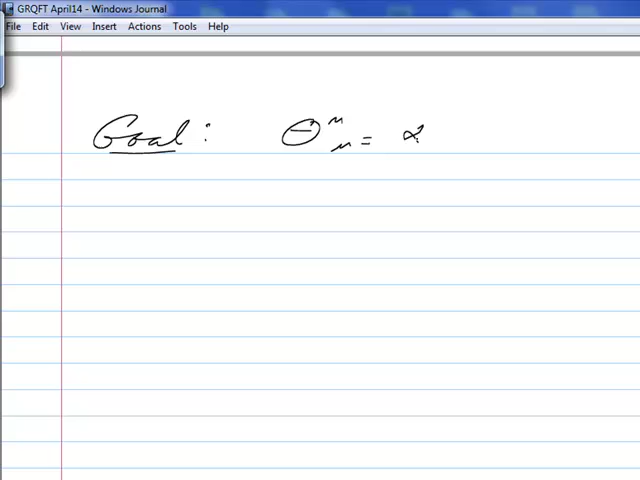 GRQFT April14 - Windows Journal
File Edit View Insert Actions Tools Help
Goal : Θ^μ_μ = α